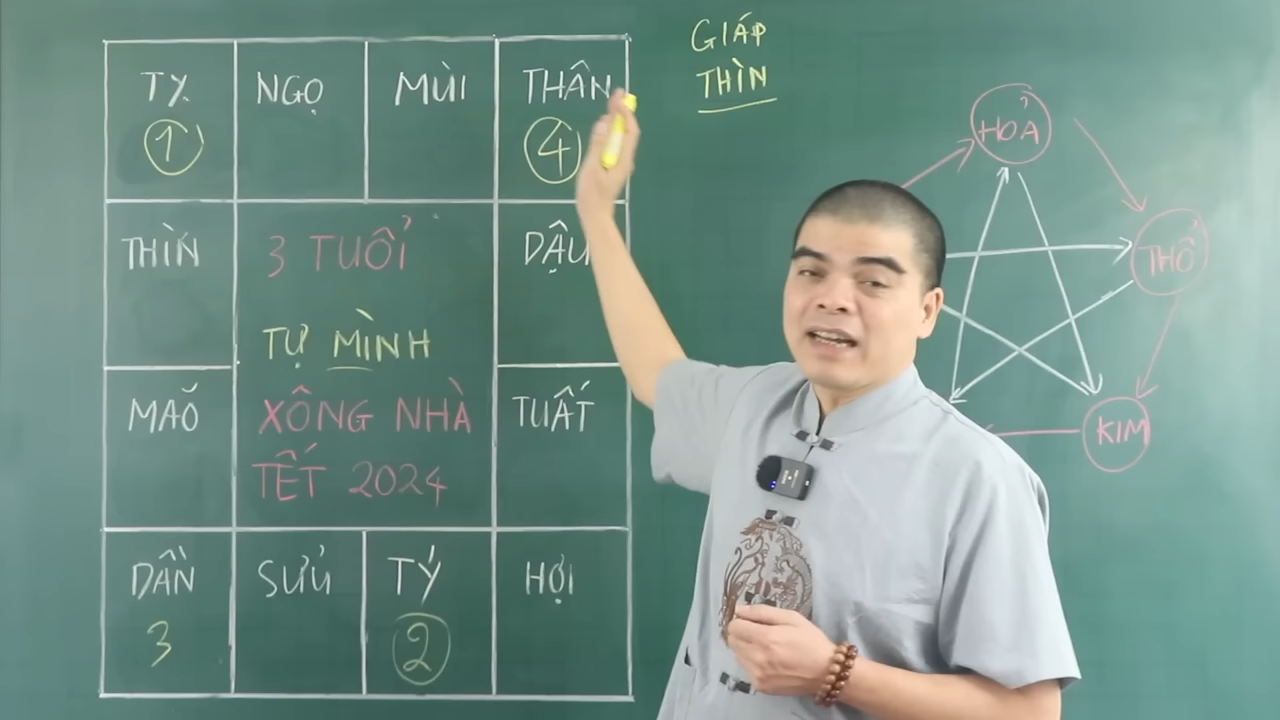 TỴ
NGỌ
MÙI
THÂN
①
④
THÌN
DẬU
3 TUỔI
TỰ MÌNH
XÔNG NHÀ
TẾT 2024
MAÕ
TUẤT
DẦN
SỬU
TÝ
HỢI
3
②
GIÁP
THÌN
HOẢ
THỔ
KIM